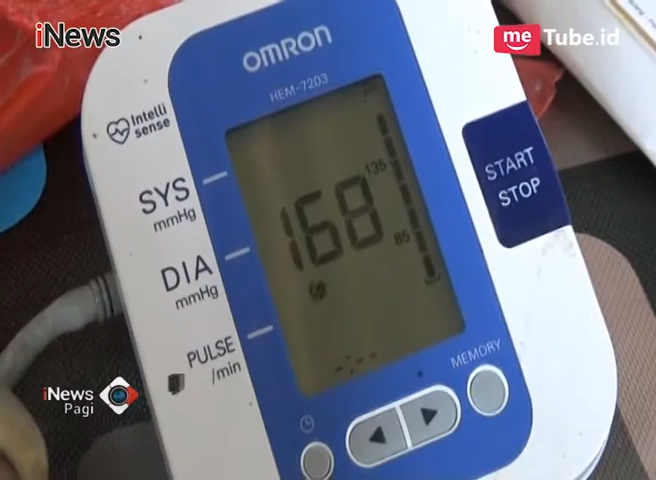 iNews
me Tube.id
OMRON
HEM-7203
Intelli
sense
SYS
mmHg
DIA
mmHg
PULSE
/min
135
168
85
START
STOP
MEMORY
iNews
Pagi